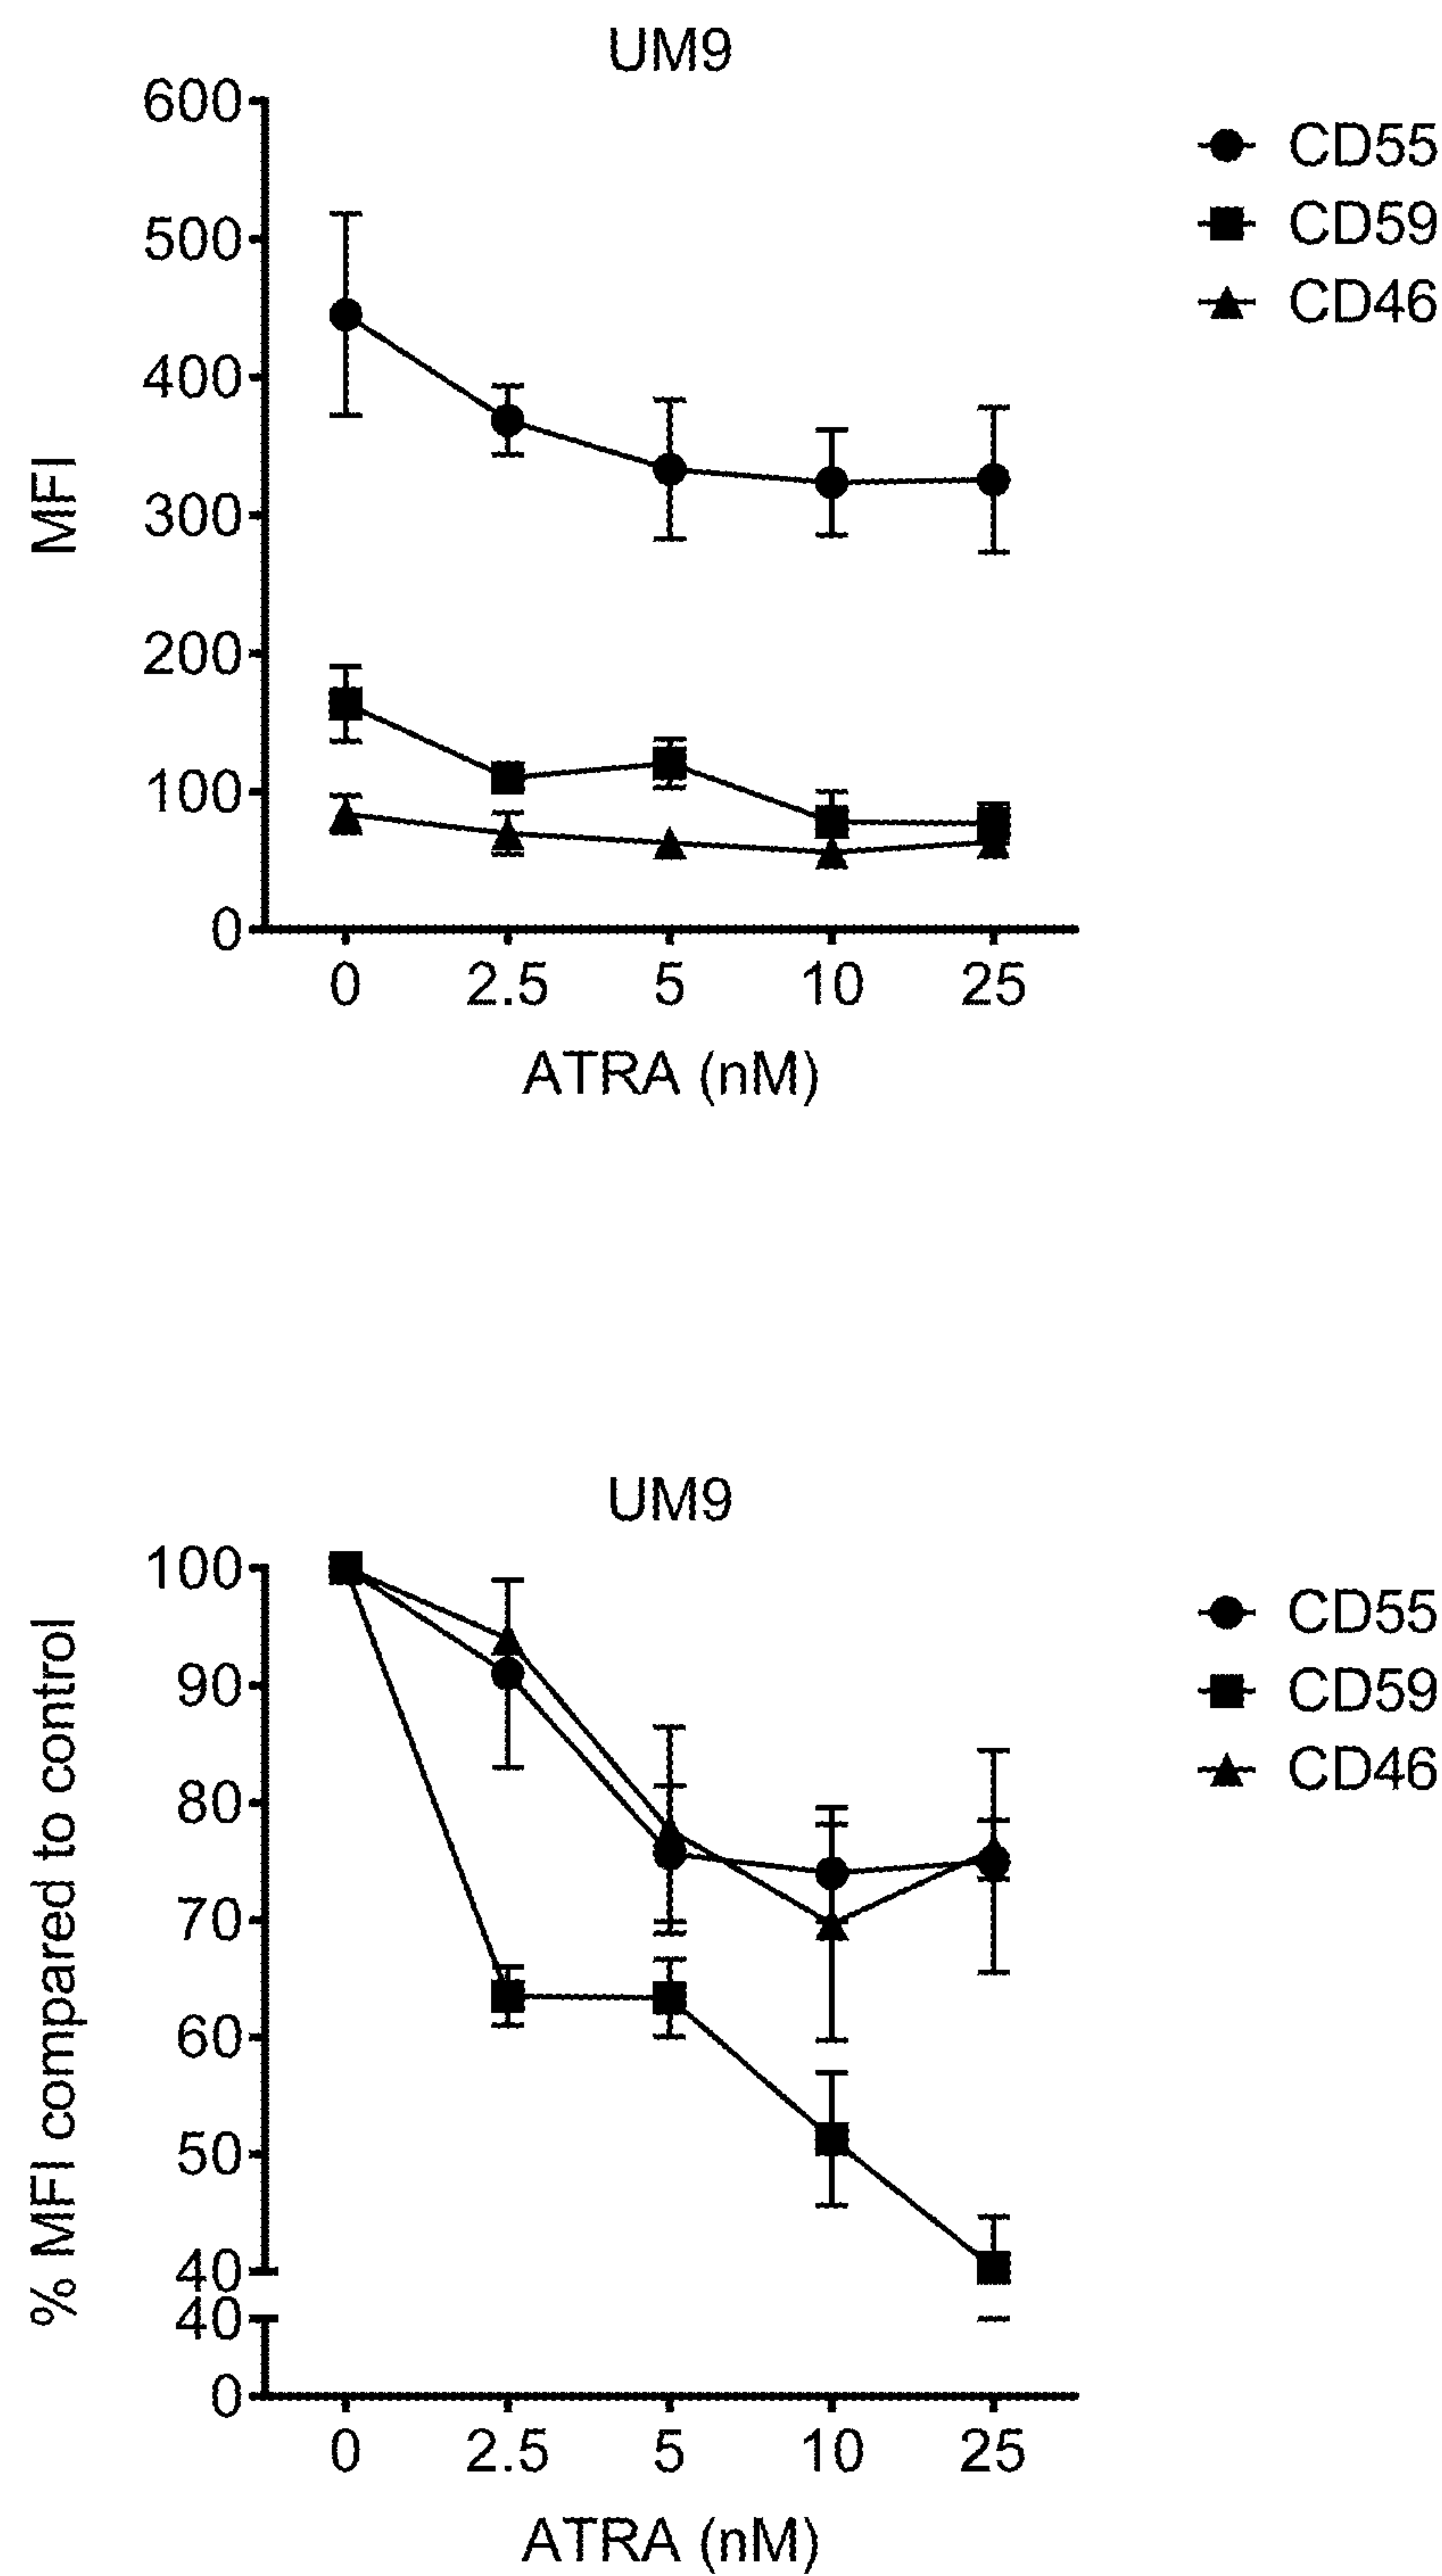 UM9
600
500
400
300
200
100
0
MFI
0 2.5 5 10 25
ATRA (nM)
CD55
CD59
CD46
UM9
100
90
80
70
60
50
40
40
0
% MFI compared to control
0 2.5 5 10 25
ATRA (nM)
CD55
CD59
CD46